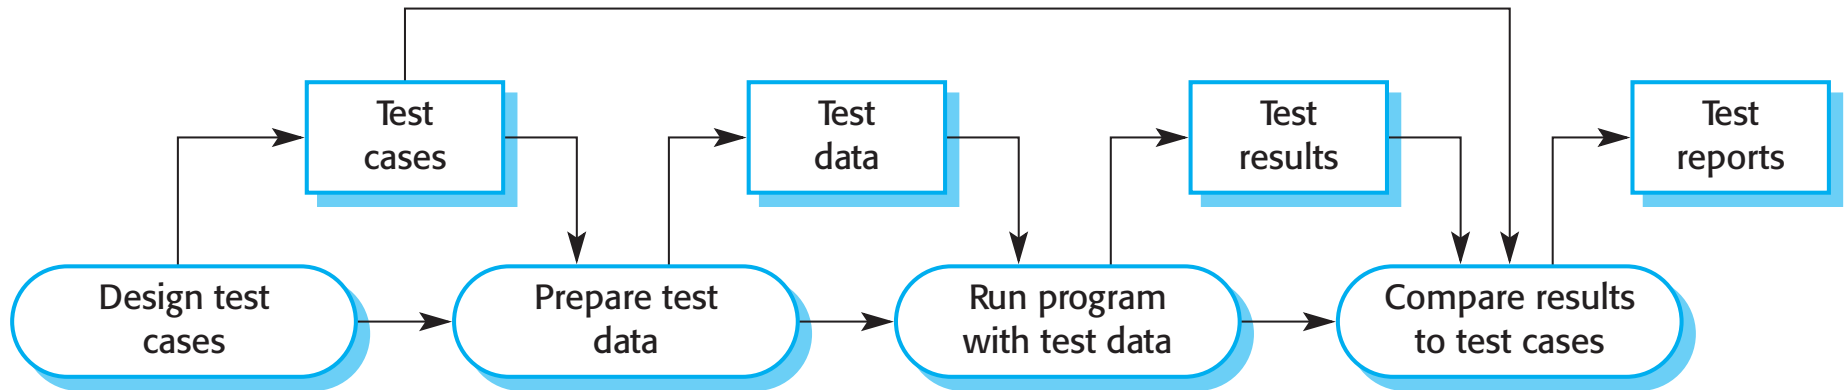 Test
cases
Test
data
Test
results
Test
reports
Design test
cases
Prepare test
data
Run program
with test data
Compare results
to test cases